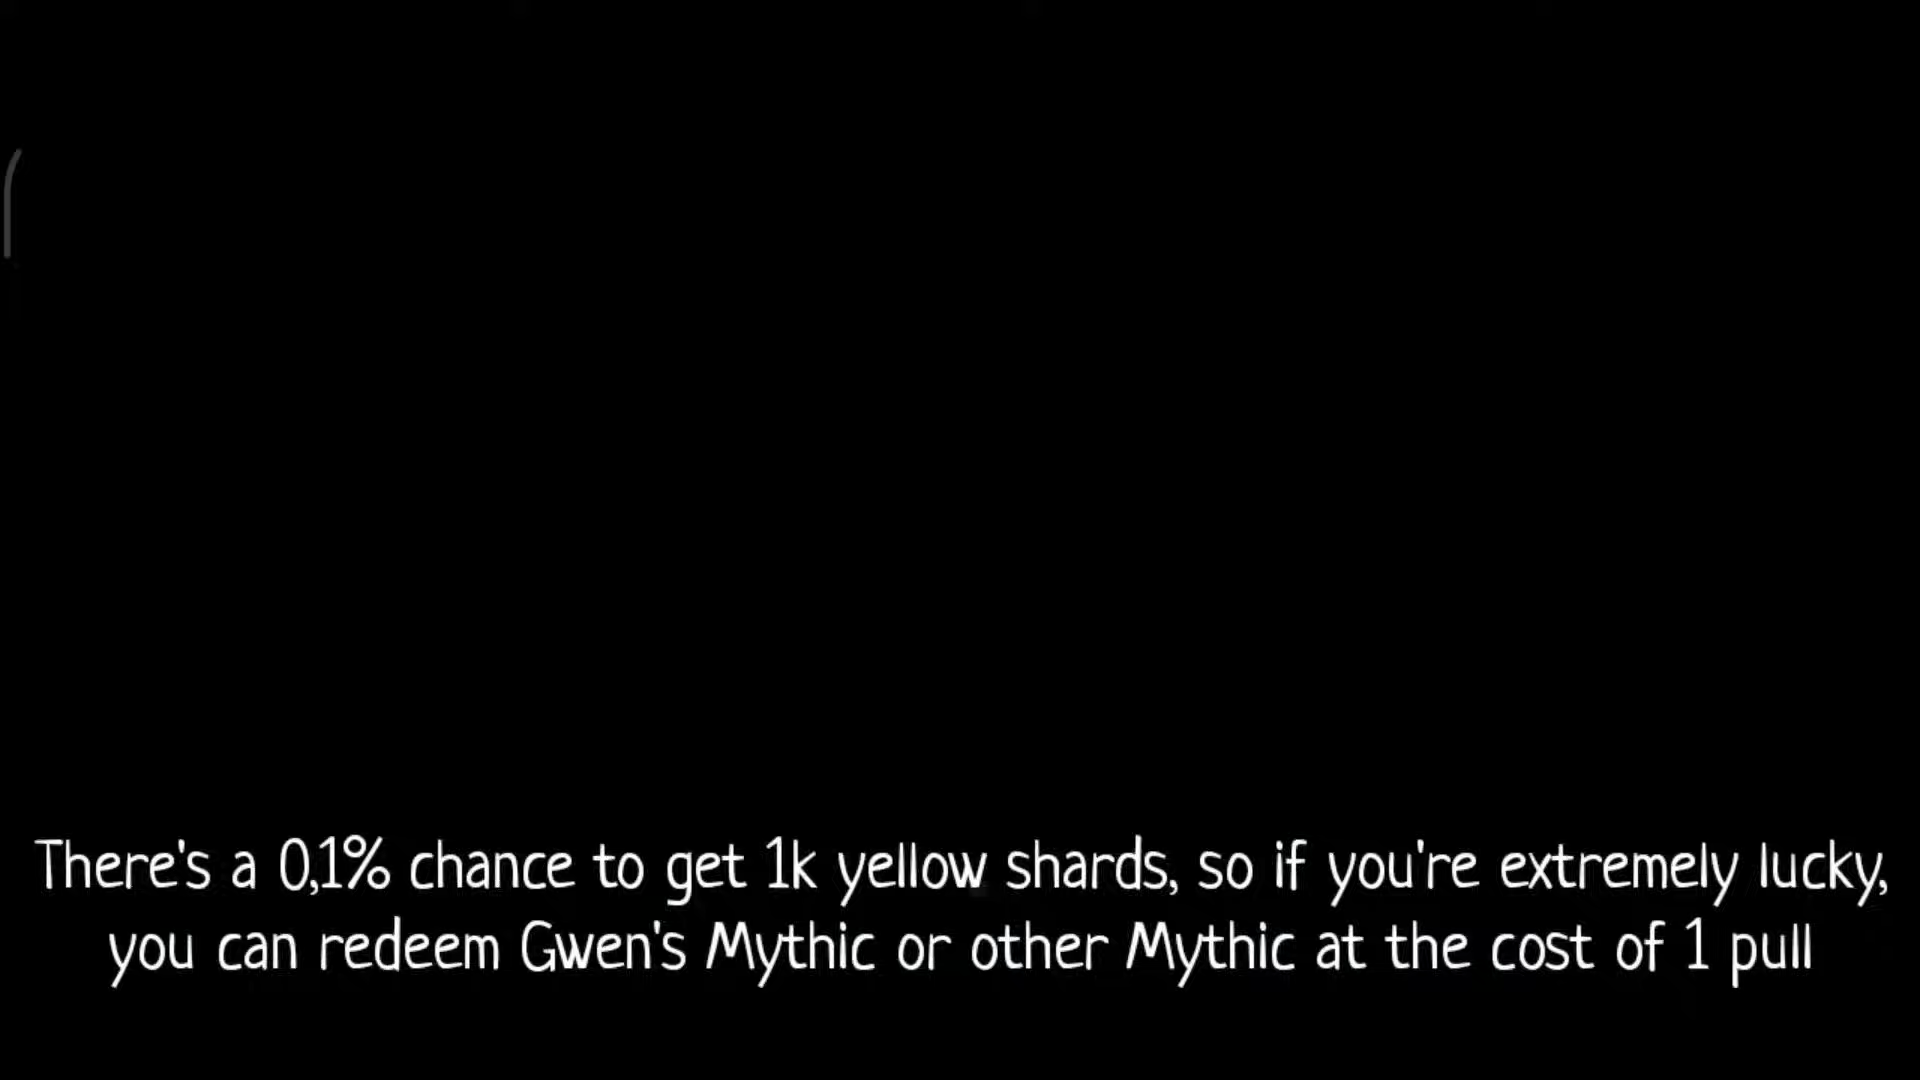 There's a 0,1% chance to get 1k yellow shards, so if you're extremely lucky,
you can redeem Gwen's Mythic or other Mythic at the cost of 1 pull